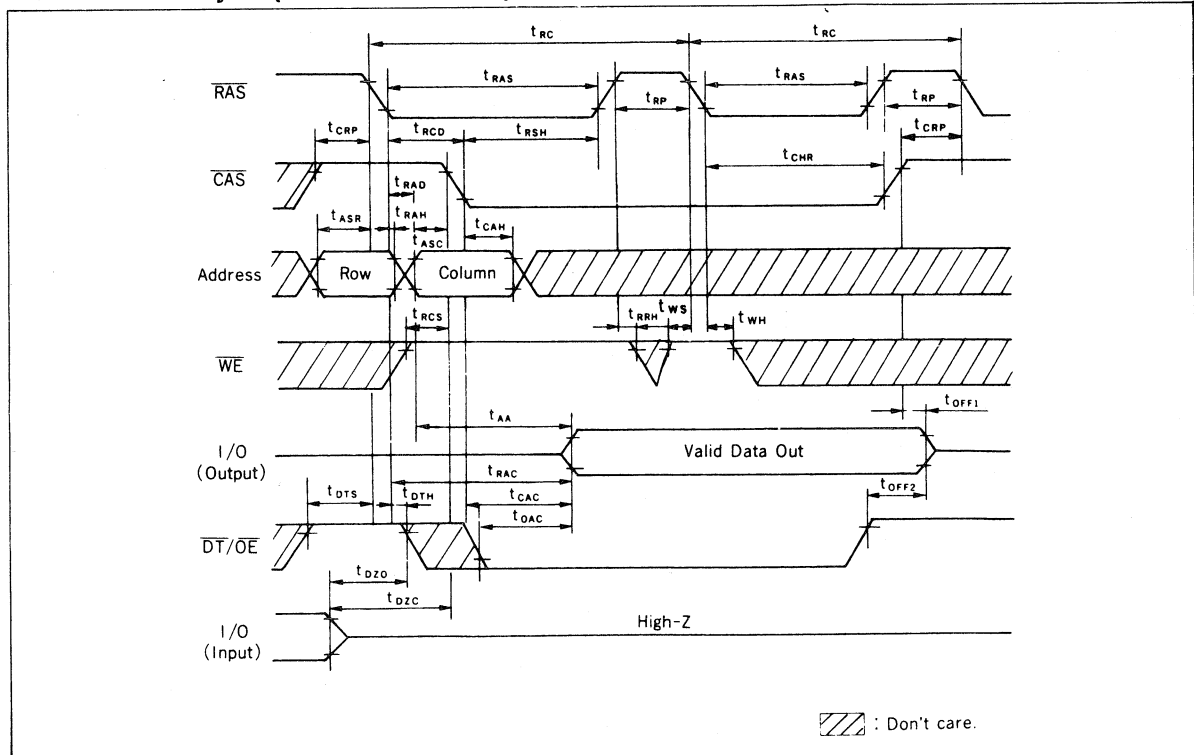 tRC tRC
tRAS tRAS
RAS
tRP tRP
tCRP tRCD tRSH tCRP
tCHR
CAS
tRAD
tASR tRAH tCAH
tASC
Address Row Column
tRCS tRRH tWS tWH
WE
tOFF1
tAA
I/O
(Output)
Valid Data Out
tRAC
tOFF2
tDTS tDTH tCAC
tOAC
DT/OE
tDZO
tDZC
High-Z
I/O
(Input)
: Don't care.